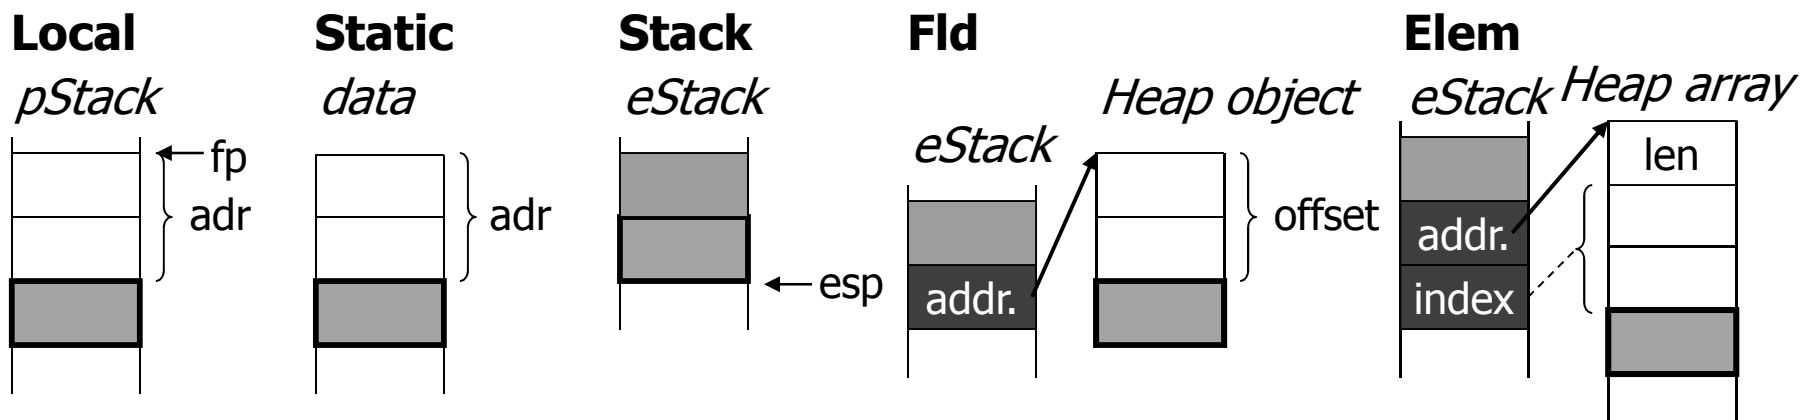 Local
pStack
fp
adr
Static
data
adr
Stack
eStack
esp
Fld
eStack
addr.
Heap object
offset
Elem
eStack
addr.
index
Heap array
len